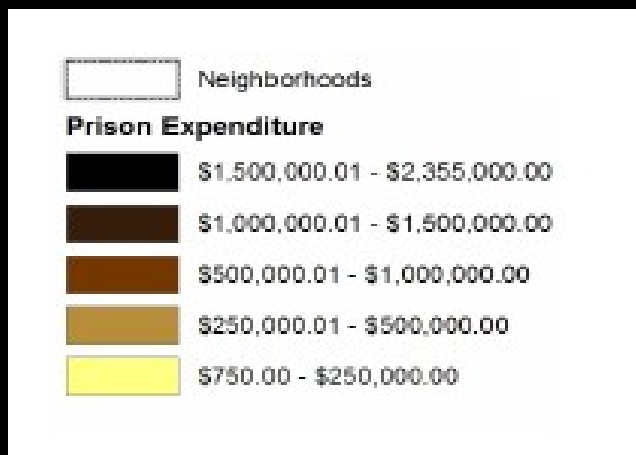 Neighborhoods
Prison Expenditure
$1,500,000.01 - $2,355,000.00
$1,000,000.01 - $1,500,000.00
$500,000.01 - $1,000,000.00
$250,000.01 - $500,000.00
$750.00 - $250,000.00